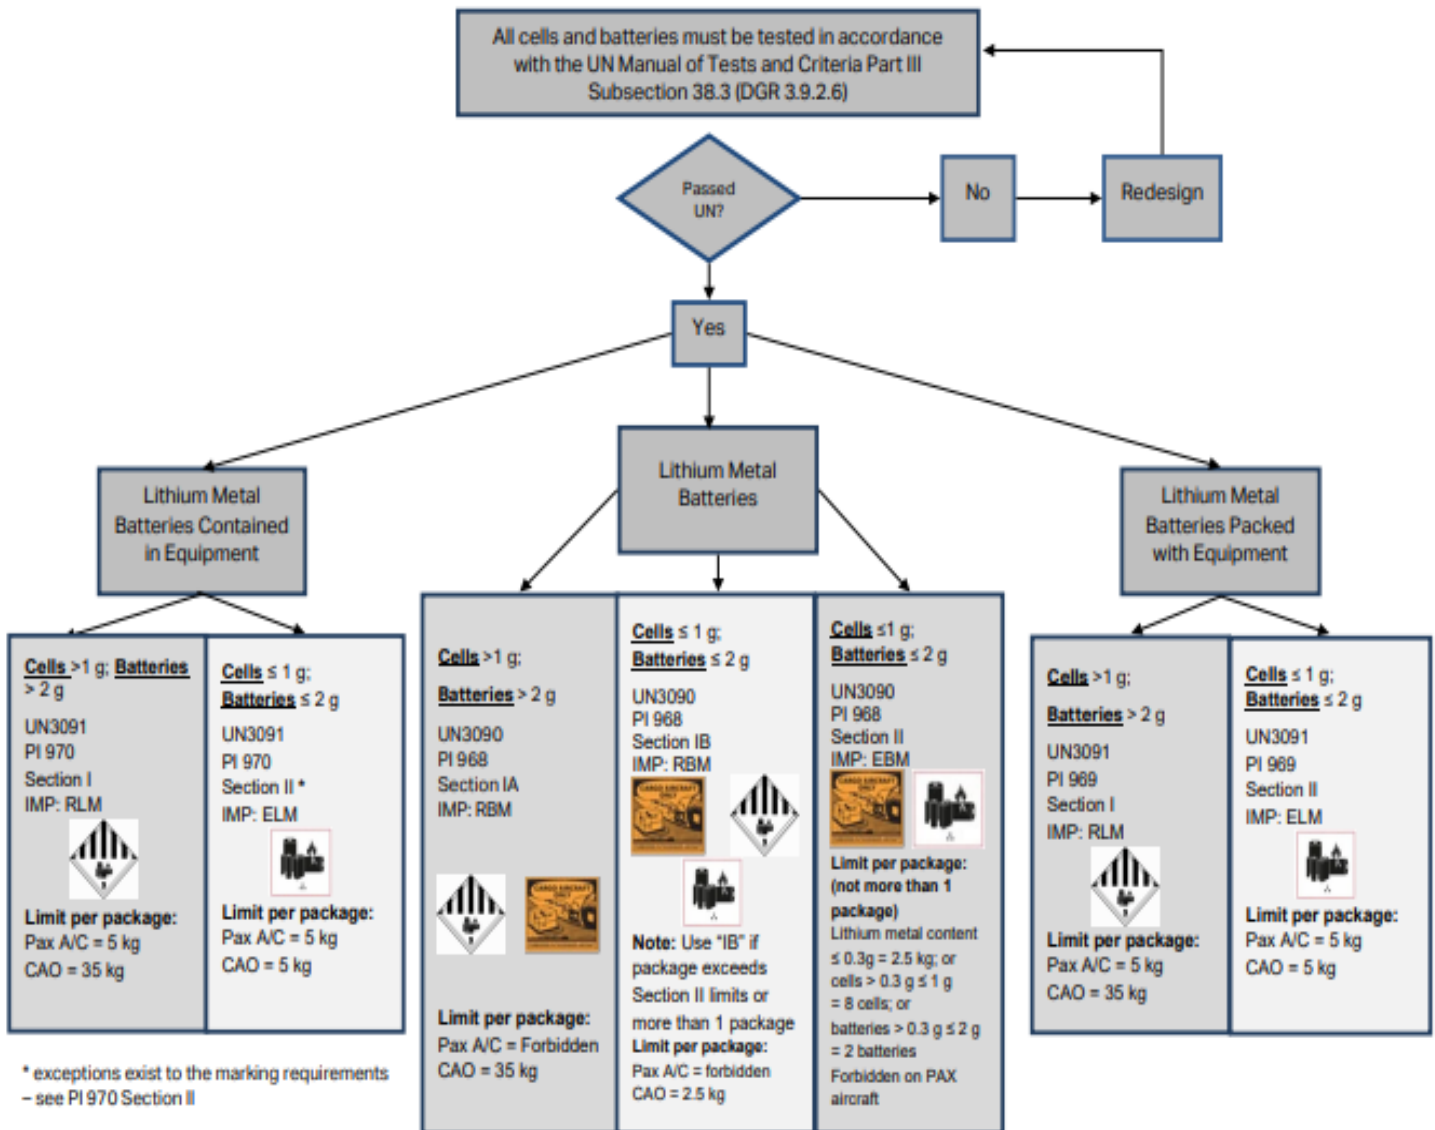 All cells and batteries must be tested in accordance
with the UN Manual of Tests and Criteria Part III
Subsection 38.3 (DGR 3.9.2.6)
Passed
UN?
No
Redesign
Yes
Lithium Metal
Batteries Contained
in Equipment
Lithium Metal
Batteries
Lithium Metal
Batteries Packed
with Equipment
Cells >1 g; Batteries
> 2 g
UN3091
PI 970
Section I
IMP: RLM
Limit per package:
Pax A/C = 5 kg
CAO = 35 kg
Cells ≤ 1 g;
Batteries ≤ 2 g
UN3091
PI 970
Section II *
IMP: ELM
Limit per package:
Pax A/C = 5 kg
CAO = 5 kg
Cells >1 g;
Batteries > 2 g
UN3090
PI 968
Section IA
IMP: RBM
CARGO AIRCRAFT
ONLY
Limit per package:
Pax A/C = Forbidden
CAO = 35 kg
Cells ≤ 1 g;
Batteries ≤ 2 g
UN3090
PI 968
Section IB
IMP: RBM
CARGO AIRCRAFT
ONLY
Note: Use “IB” if
package exceeds
Section II limits or
more than 1 package
Limit per package:
Pax A/C = forbidden
CAO = 2.5 kg
Cells ≤1 g;
Batteries ≤ 2 g
UN3090
PI 968
Section II
IMP: EBM
CARGO AIRCRAFT
ONLY
Limit per package:
(not more than 1
package)
Lithium metal content
≤ 0.3g = 2.5 kg; or
cells > 0.3 g ≤ 1 g
= 8 cells; or
batteries > 0.3 g ≤ 2 g
= 2 batteries
Forbidden on PAX
aircraft
Cells >1 g;
Batteries > 2 g
UN3091
PI 969
Section I
IMP: RLM
Limit per package:
Pax A/C = 5 kg
CAO = 35 kg
Cells ≤ 1 g;
Batteries ≤ 2 g
UN3091
PI 969
Section II
IMP: ELM
Limit per package:
Pax A/C = 5 kg
CAO = 5 kg
* exceptions exist to the marking requirements
– see PI 970 Section II